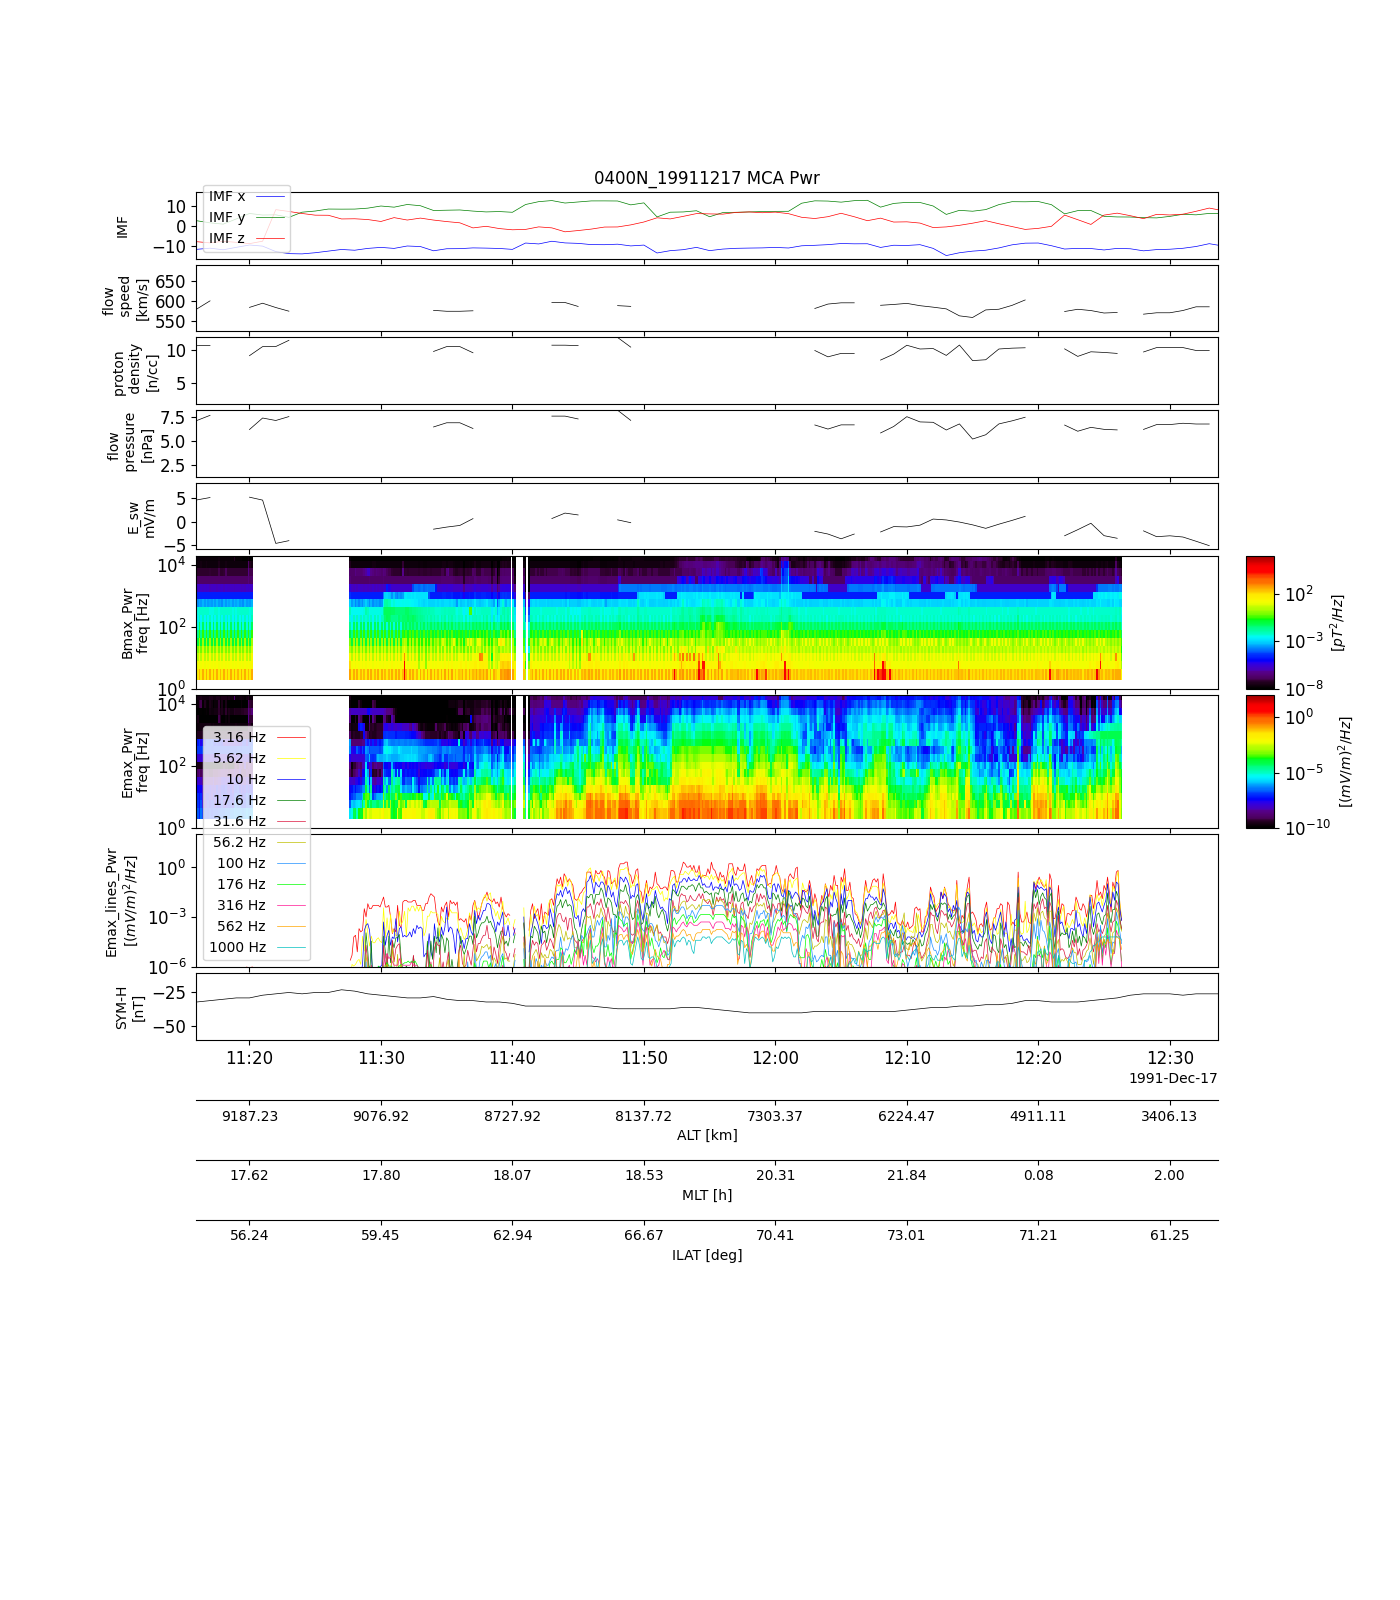 0400N_19911217 MCA Pwr
IMF
10
0
−10
IMF x
IMF y
IMF z
flow
speed
[km/s]
650
600
550
proton
density
[n/cc]
10
5
flow
pressure
[nPa]
7.5
5.0
2.5
E_sw
mV/m
5
0
−5
Bmax_Pwr
freq [Hz]
10^4
10^2
10^0
10^2
10^−3
10^−8
[pT^2/Hz]
Emax_Pwr
freq [Hz]
10^4
10^2
10^0
10^0
10^−5
10^−10
[(mV/m)^2/Hz]
3.16 Hz
5.62 Hz
10 Hz
17.6 Hz
31.6 Hz
56.2 Hz
100 Hz
176 Hz
316 Hz
562 Hz
1000 Hz
Emax_lines_Pwr
[(mV/m)^2/Hz]
10^0
10^−3
10^−6
SYM-H
[nT]
−25
−50
11:20 11:30 11:40 11:50 12:00 12:10 12:20 12:30
1991-Dec-17
9187.23 9076.92 8727.92 8137.72 7303.37 6224.47 4911.11 3406.13
ALT [km]
17.62 17.80 18.07 18.53 20.31 21.84 0.08 2.00
MLT [h]
56.24 59.45 62.94 66.67 70.41 73.01 71.21 61.25
ILAT [deg]